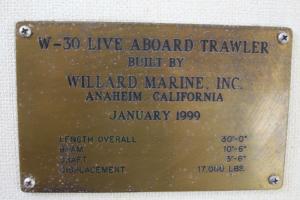 W-30 LIVE ABOARD TRAWLER
BUILT BY
WILLARD MARINE, INC.
ANAHEIM, CALIFORNIA
JANUARY 1999
LENGTH OVERALL 30'-0"
BEAM 10'-6"
DRAFT 3'-6"
DISPLACEMENT 17,000 LBS.